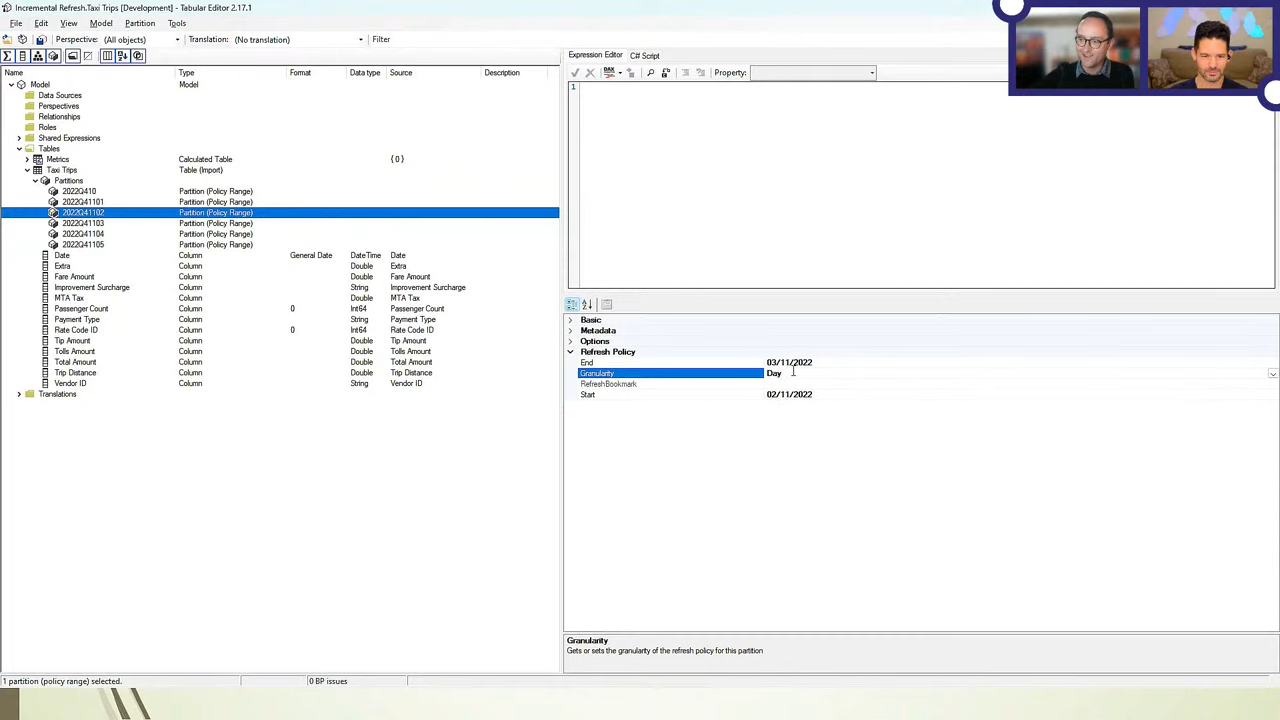 Incremental Refresh.Taxi Trips [Development] - Tabular Editor 2.17.1
File Edit View Model Partition Tools
Perspective: (All objects) Translation: (No translation) Filter
Name Type Format Data type Source Description
Model Model
Data Sources
Perspectives
Relationships
Roles
Shared Expressions
Tables
Metrics Calculated Table { 0 }
Taxi Trips Table (Import)
Partitions
2022Q410 Partition (Policy Range)
2022Q41101 Partition (Policy Range)
2022Q41102 Partition (Policy Range)
2022Q41103 Partition (Policy Range)
2022Q41104 Partition (Policy Range)
2022Q41105 Partition (Policy Range)
Date Column General Date DateTime Date
Extra Column Double Extra
Fare Amount Column Double Fare Amount
Improvement Surcharge Column String Improvement Surcharge
MTA Tax Column Double MTA Tax
Passenger Count Column 0 Int64 Passenger Count
Payment Type Column String Payment Type
Rate Code ID Column 0 Int64 Rate Code ID
Tip Amount Column Double Tip Amount
Tolls Amount Column Double Tolls Amount
Total Amount Column Double Total Amount
Trip Distance Column Double Trip Distance
Vendor ID Column String Vendor ID
Translations
1 partition (policy range) selected. 0 BP issues
Expression Editor C# Script
DAX Property:
1
Basic
Metadata
Options
Refresh Policy
End 03/11/2022
Granularity Day
RefreshBookmark
Start 02/11/2022
Granularity
Gets or sets the granularity of the refresh policy for this partition